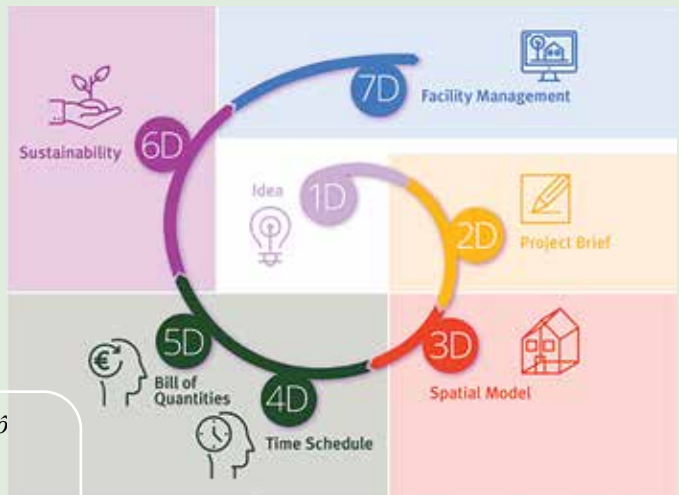 7D
Facility Management
6D
Sustainability
Idea
1D
2D
Project Brief
3D
Spatial Model
5D
€
Bill of
Quantities
4D
Time Schedule